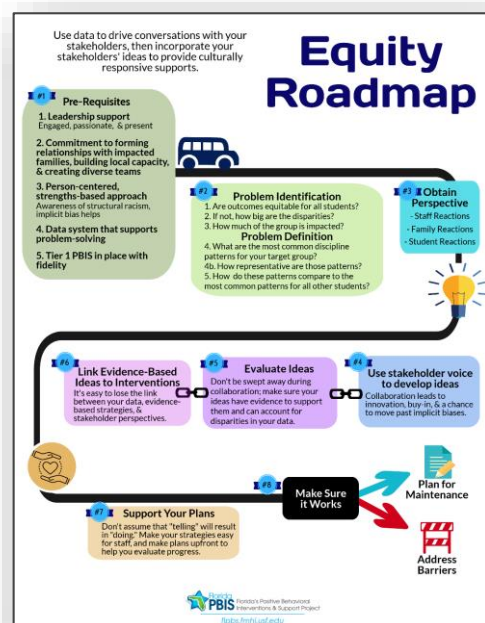 Use data to drive conversations with your
stakeholders, then incorporate your
stakeholders' ideas to provide culturally
responsive supports.
Equity
Roadmap
#1
Pre-Requisites
1. Leadership support
Engaged, passionate, & present
2. Commitment to forming
relationships with impacted
families, building local capacity,
& creating diverse teams
3. Person-centered,
strengths-based approach
Awareness of structural racism,
implicit bias helps
4. Data system that supports
problem-solving
5. Tier 1 PBIS in place with
fidelity
#2
Problem Identification
1. Are outcomes equitable for all students?
2. If not, how big are the disparities?
3. How much of the group is impacted?
Problem Definition
4. What are the most common discipline
patterns for your target group?
4b. How representative are those patterns?
5. How do these patterns compare to the
most common patterns for all other students?
#3
Obtain
Perspective
- Staff Reactions
- Family Reactions
- Student Reactions
#6
Link Evidence-Based
Ideas to Interventions
It's easy to lose the link
between your data, evidence-
based strategies, &
stakeholder perspectives.
#5
Evaluate Ideas
Don't be swept away during
collaboration; make sure your
ideas have evidence to support
them and can account for
disparities in your data.
#4
Use stakeholder voice
to develop ideas
Collaboration leads to
innovation, buy-in, & a chance
to move past implicit biases.
#7
Support Your Plans
Don't assume that "telling" will result
in "doing." Make your strategies easy
for staff, and make plans upfront to
help you evaluate progress.
#8
Make Sure
it Works
Plan for
Maintenance
Address
Barriers
Florida
PBIS
Florida's Positive Behavioral
Interventions & Support Project
flpbs.fmhi.usf.edu